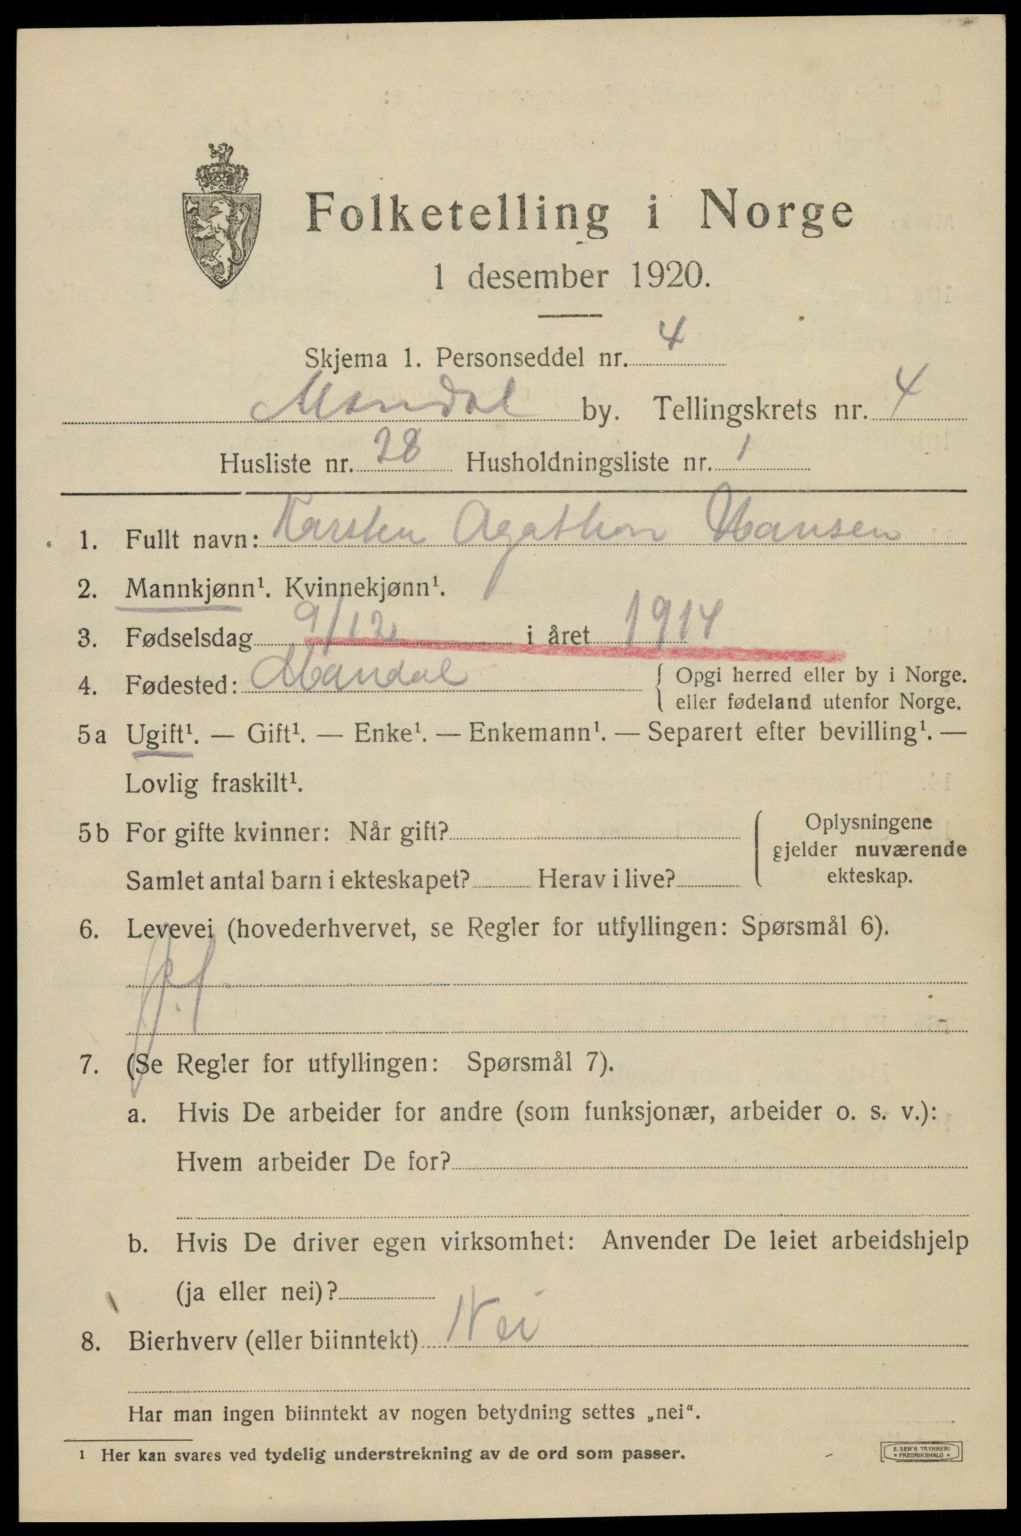 Folketelling i Norge
1 desember 1920.
Skjema 1. Personseddel nr. 4
Mandal by. Tellingskrets nr. 4
Husliste nr. 28 Husholdningsliste nr. 1
1. Fullt navn: Karsten Agathon Hansen
2. Mannkjønn¹. Kvinnekjønn¹.
3. Fødselsdag 9/12 i året 1914
4. Fødested: Mandal { Opgi herred eller by i Norge.
eller fødeland utenfor Norge.
5a Ugift¹. — Gift¹. — Enke¹. — Enkemann¹. — Separert efter bevilling¹. —
Lovlig fraskilt¹.
5b For gifte kvinner: Når gift? { Oplysningene
gjelder nuværende
Samlet antal barn i ekteskapet? Herav i live? ekteskap.
6. Levevei (hovederhvervet, se Regler for utfyllingen: Spørsmål 6).
7. (Se Regler for utfyllingen: Spørsmål 7).
a. Hvis De arbeider for andre (som funksjonær, arbeider o. s. v.):
Hvem arbeider De for?
b. Hvis De driver egen virksomhet: Anvender De leiet arbeidshjelp
(ja eller nei)?
8. Bierhverv (eller biinntekt) Nei
Har man ingen biinntekt av nogen betydning settes „nei".
¹ Her kan svares ved tydelig understrekning av de ord som passer.
E. SEM'S TRYKKERI
FREDRIKSHALD